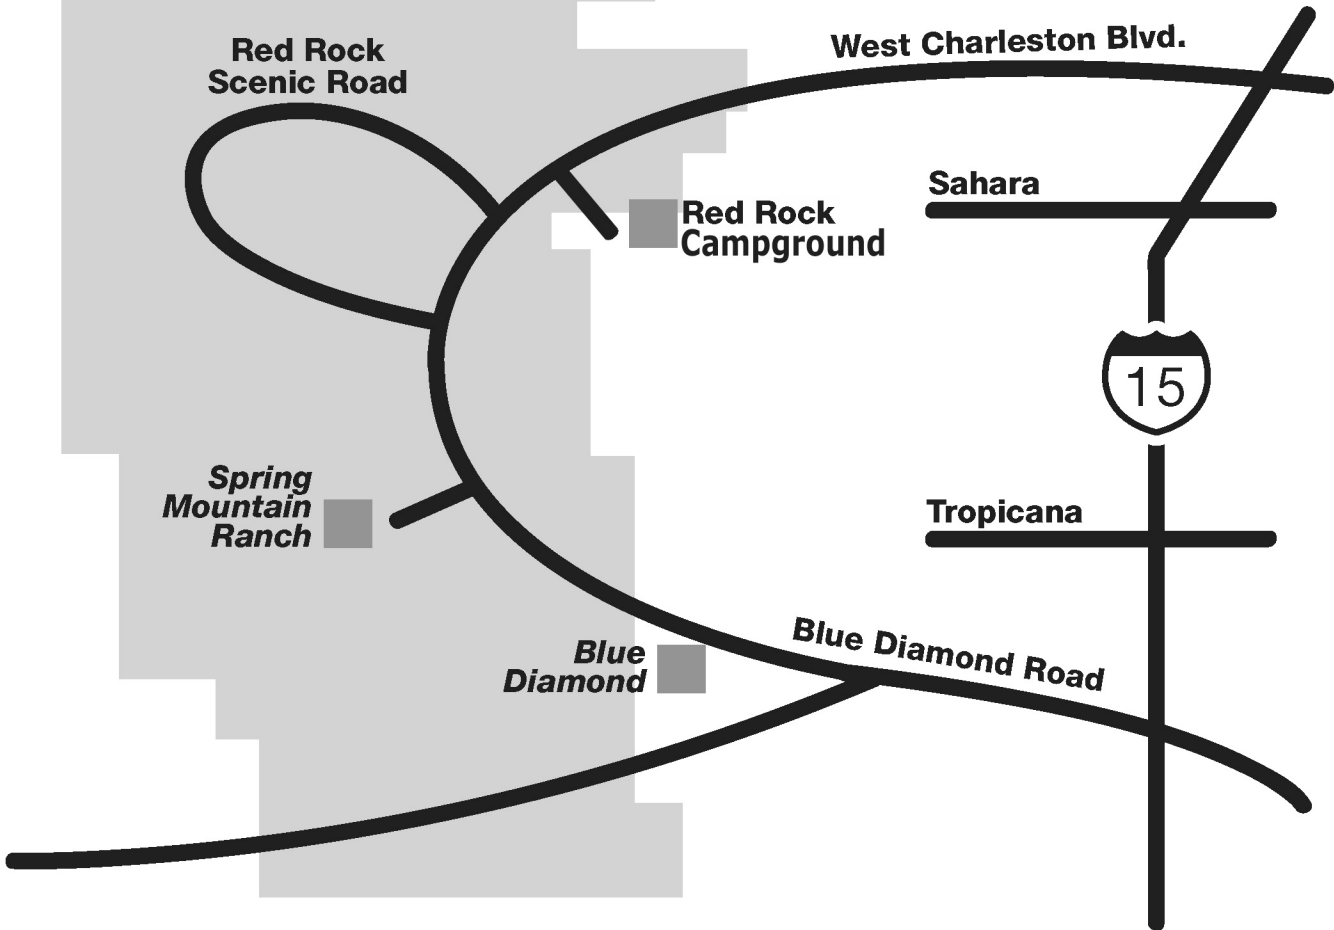 West Charleston Blvd.
Red Rock
Scenic Road
Sahara
Red Rock
Campground
15
Spring
Mountain
Ranch
Tropicana
Blue Diamond Road
Blue
Diamond